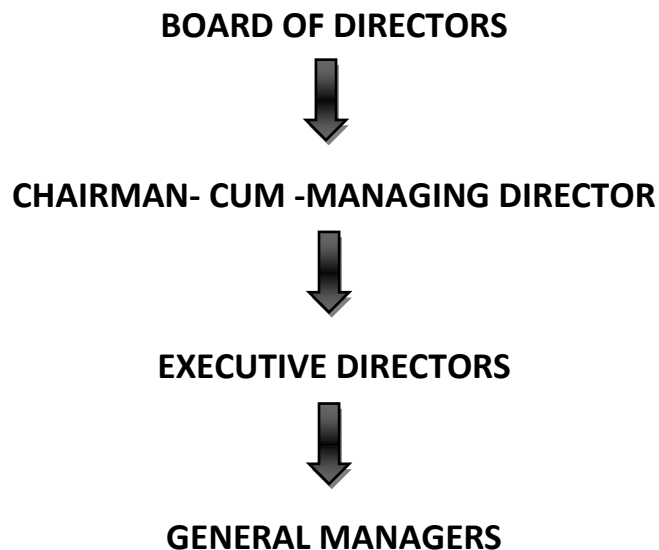 BOARD OF DIRECTORS
CHAIRMAN- CUM -MANAGING DIRECTOR
EXECUTIVE DIRECTORS
GENERAL MANAGERS